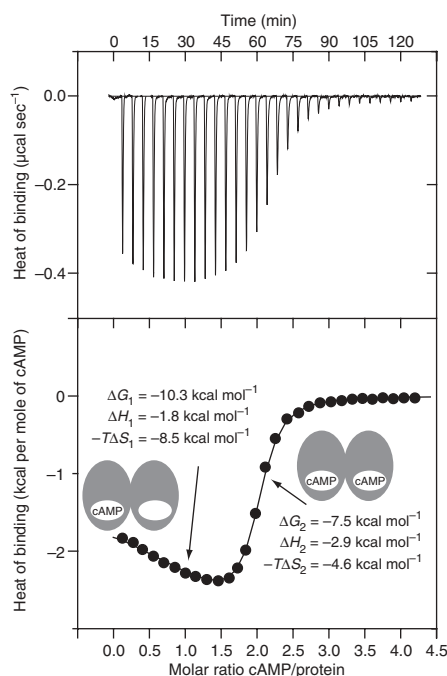 Time (min)
0 15 30 45 60 75 90 105 120
Heat of binding (μcal sec⁻¹)
0.0
−0.2
−0.4
Heat of binding (kcal per mole of cAMP)
0
−1
−2
ΔG₁ = −10.3 kcal mol⁻¹
ΔH₁ = −1.8 kcal mol⁻¹
−TΔS₁ = −8.5 kcal mol⁻¹
cAMP
cAMP cAMP
ΔG₂ = −7.5 kcal mol⁻¹
ΔH₂ = −2.9 kcal mol⁻¹
−TΔS₂ = −4.6 kcal mol⁻¹
0.0 0.5 1.0 1.5 2.0 2.5 3.0 3.5 4.0 4.5
Molar ratio cAMP/protein